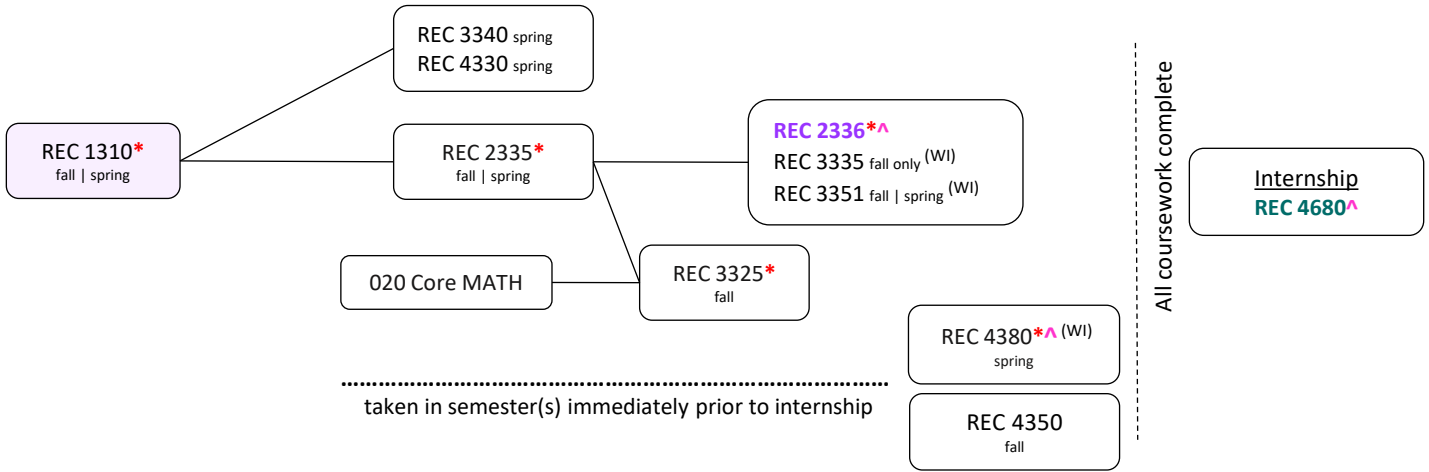 REC 3340 spring
REC 4330 spring
REC 1310*
fall | spring
REC 2335*
fall | spring
REC 2336*^
REC 3335 fall only (WI)
REC 3351 fall | spring (WI)
020 Core MATH
REC 3325*
fall
REC 4380*^ (WI)
spring
taken in semester(s) immediately prior to internship
REC 4350
fall
All coursework complete
Internship
REC 4680^